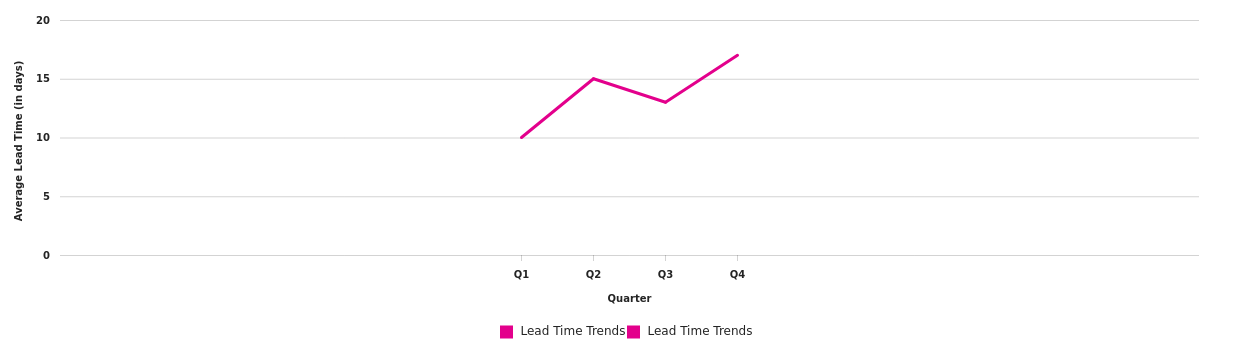 20
15
10
5
0
Average Lead Time (in days)
Q1 Q2 Q3 Q4
Quarter
Lead Time Trends Lead Time Trends